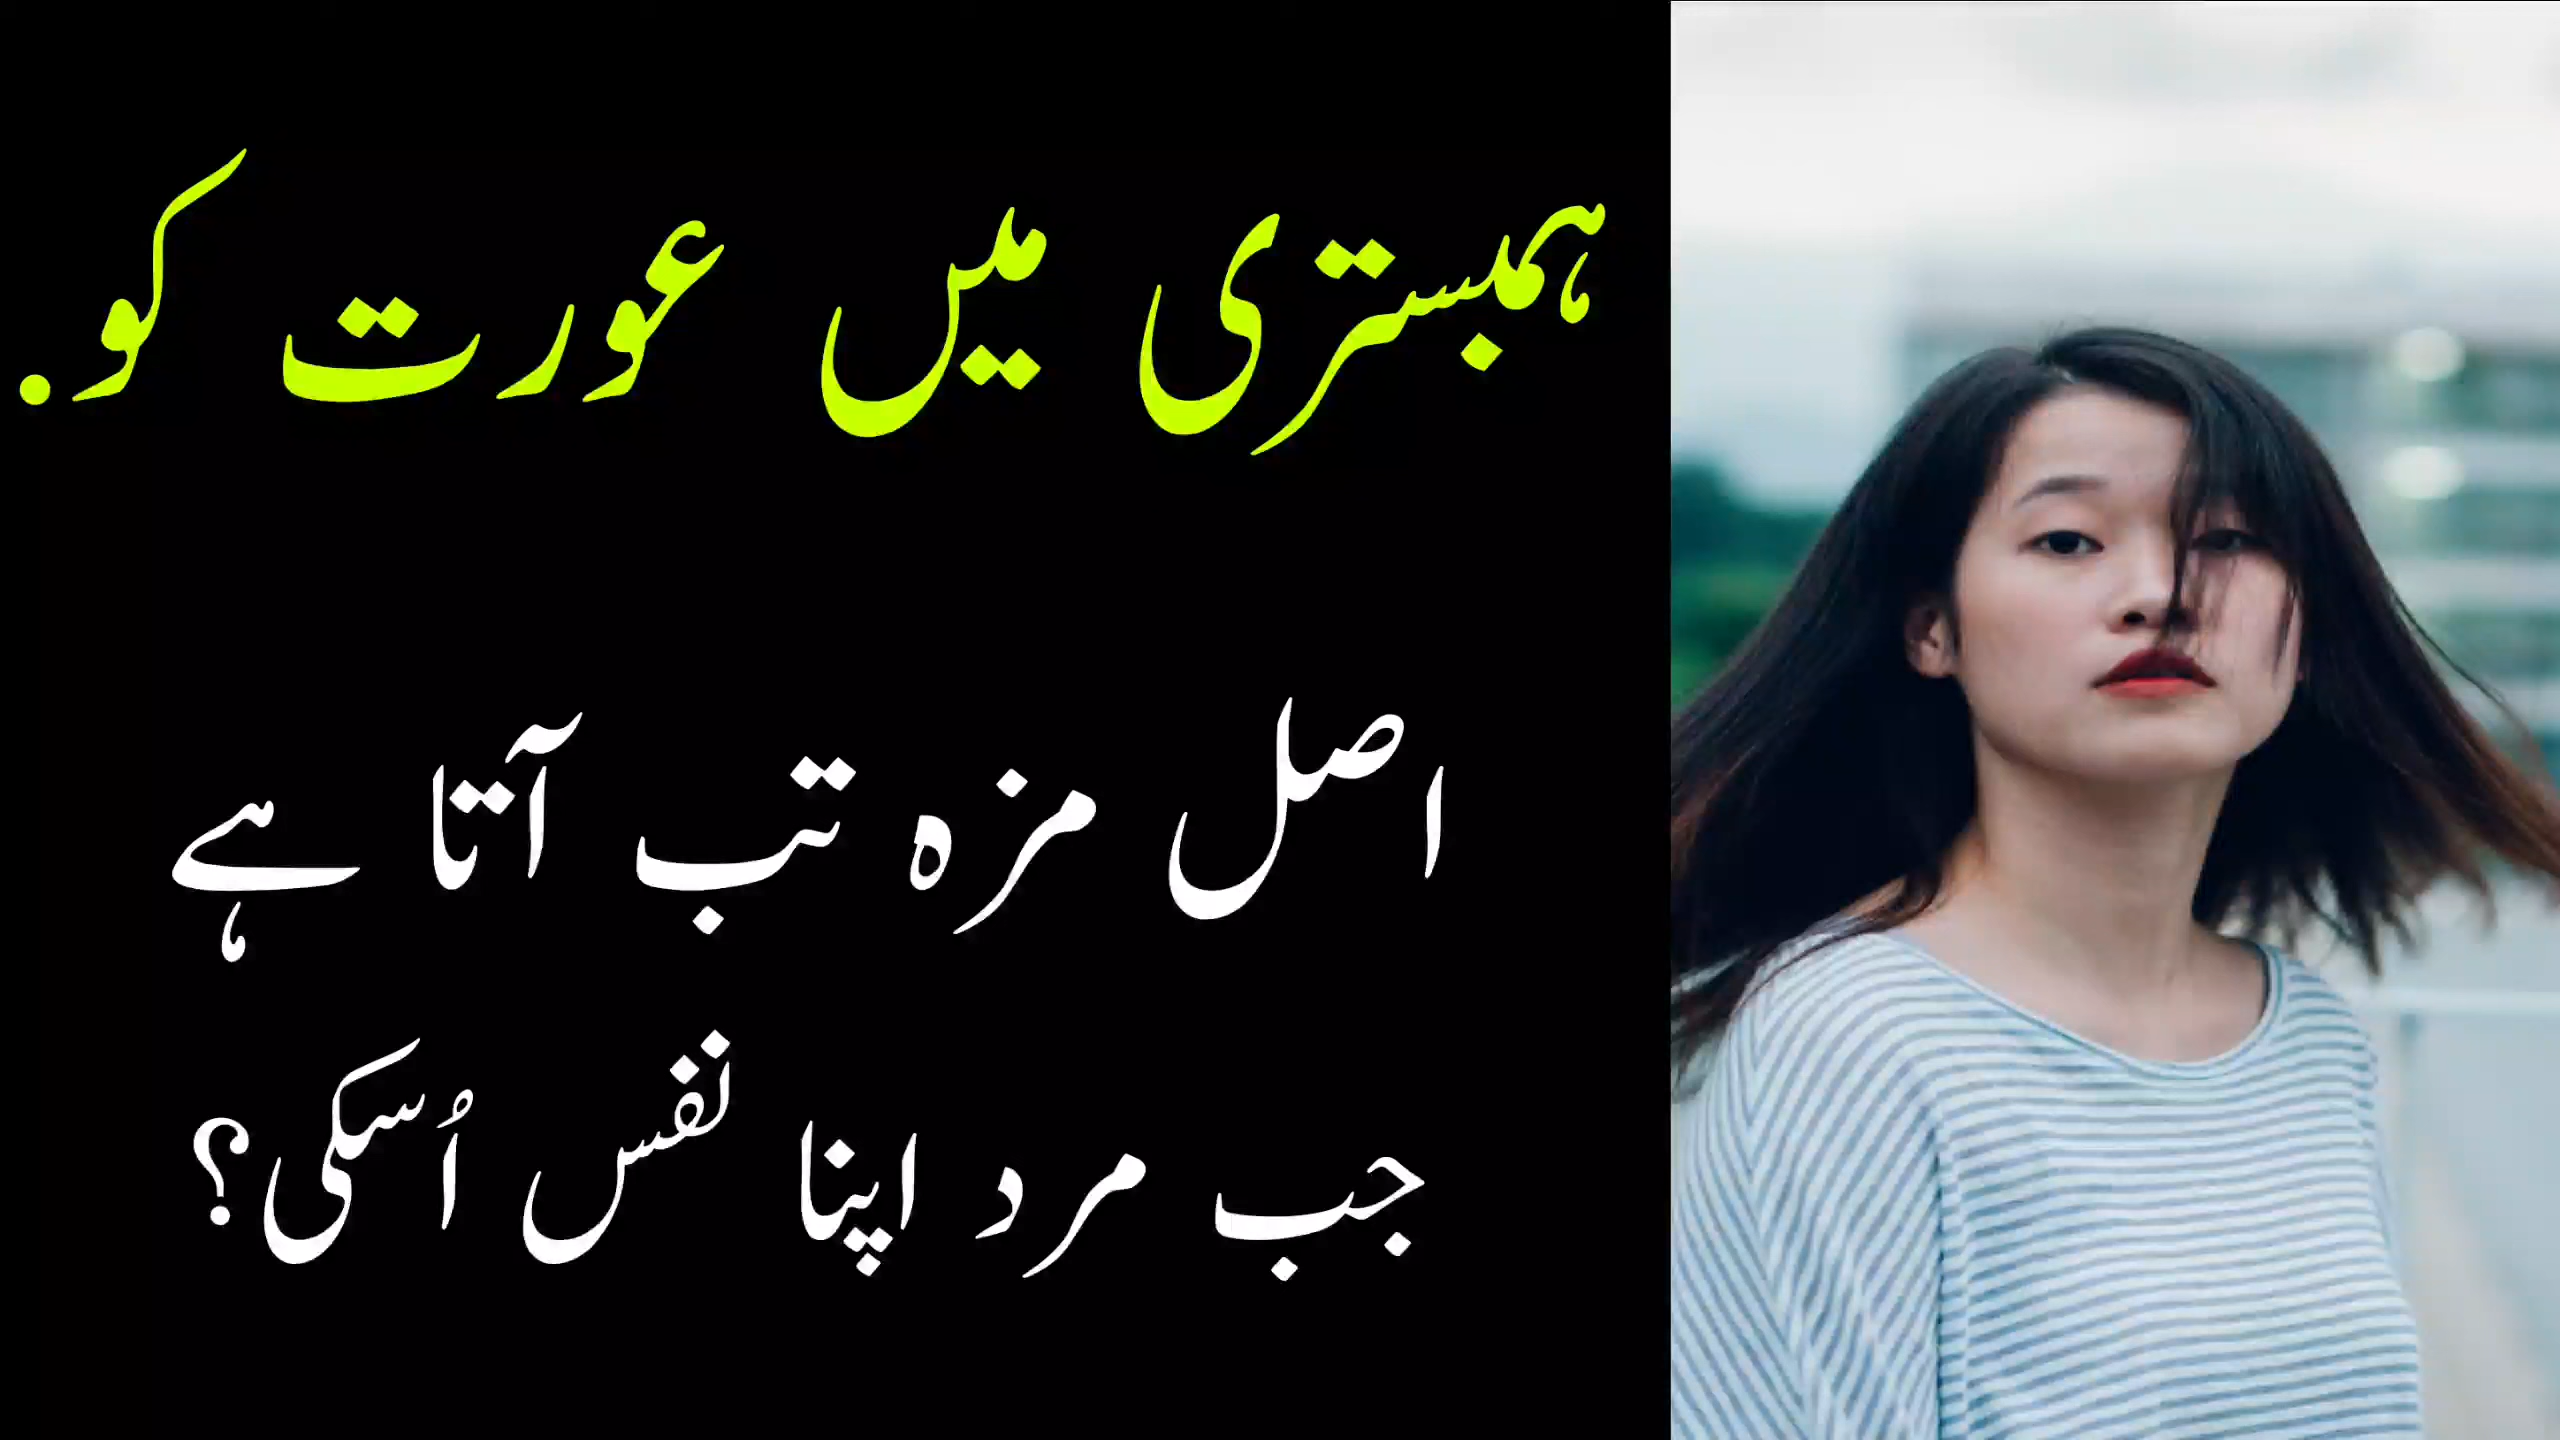 ہمبستری میں عورت کو.
اصل مزہ تب آتا ہے
جب مرد اپنا نفس اُسکی؟